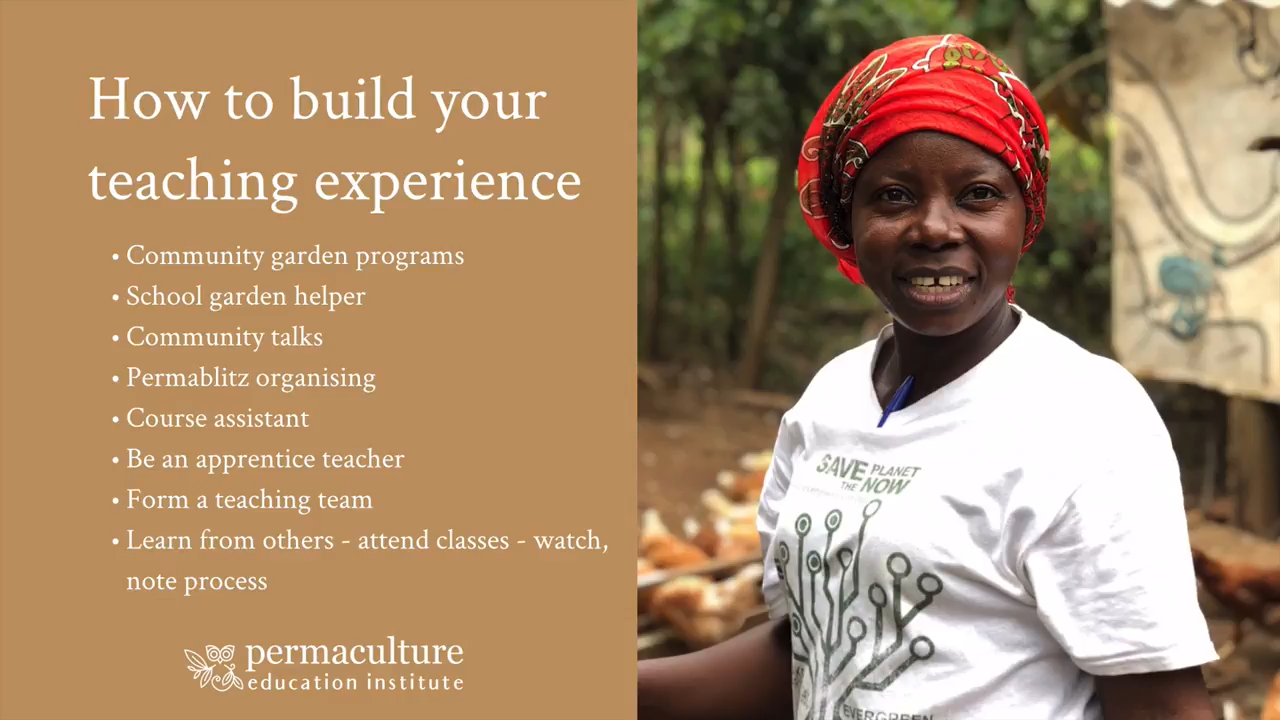 How to build your
teaching experience
• Community garden programs
• School garden helper
• Community talks
• Permablitz organising
• Course assistant
• Be an apprentice teacher
• Form a teaching team
• Learn from others - attend classes - watch,
note process
permaculture
education institute
SAVE PLANET
THE NOW
EVERGREEN